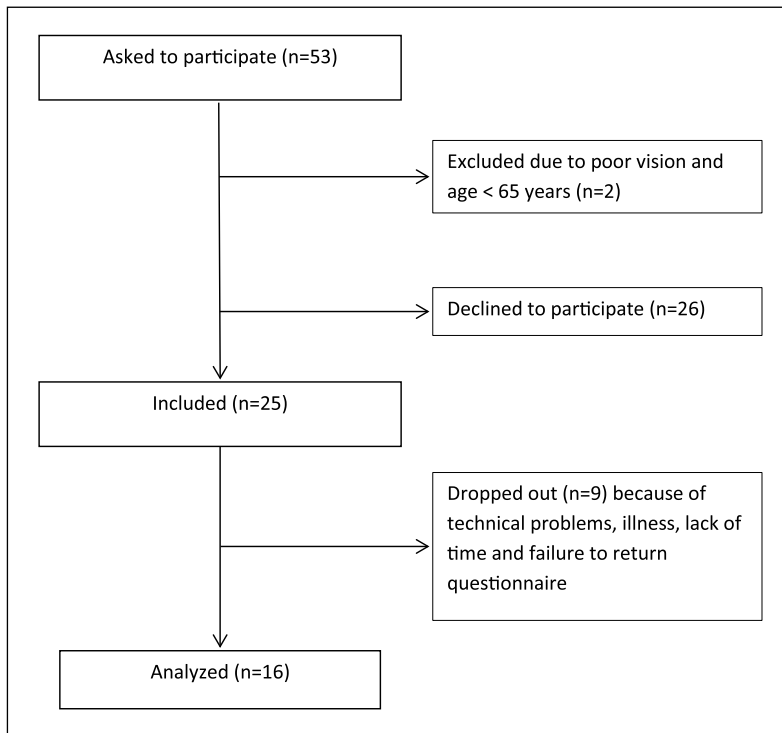 Asked to participate (n=53)
Excluded due to poor vision and
age < 65 years (n=2)
Declined to participate (n=26)
Included (n=25)
Dropped out (n=9) because of
technical problems, illness, lack of
time and failure to return
questionnaire
Analyzed (n=16)